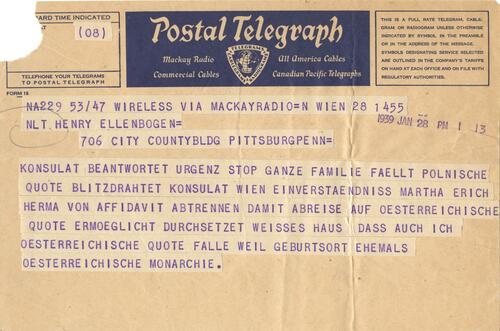 DARD TIME INDICATED
(08)
TELEPHONE YOUR TELEGRAMS
TO POSTAL TELEGRAPH
FORM 16
Postal Telegraph
Mackay Radio
All America Cables
Commercial Cables
Canadian Pacific Telegraphs
THIS IS A FULL RATE TELEGRAM, CABLE-
GRAM OR RADIOGRAM UNLESS OTHERWISE
INDICATED BY SYMBOL IN THE PREAMBLE
OR IN THE ADDRESS OF THE MESSAGE.
SYMBOLS DESIGNATING SERVICE SELECTED
ARE OUTLINED IN THE COMPANY'S TARIFFS
ON HAND AT EACH OFFICE AND ON FILE WITH
REGULATORY AUTHORITIES.
NA229 53/47 WIRELESS VIA MACKAYRADIO=N WIEN 28 1455
NLT HENRY ELLENBOGEN=
1939 JAN 28 PM 1 13
706 CITY COUNTYBLDG PITTSBURGPENN=
KONSULAT BEANTWORTET URGENZ STOP GANZE FAMILIE FAELLT POLNISCHE
QUOTE BLITZDRAHTET KONSULAT WIEN EINVERSTAENDNISS MARTHA ERICH
HERMA VON AFFIDAVIT ABTRENNEN DAMIT ABREISE AUF OESTERREICHISCHE
QUOTE ERMOEGLICHT DURCHSETZET WEISSES HAUS DASS AUCH ICH
OESTERREICHISCHE QUOTE FALLE WEIL GEBURTSORT EHEMALS
OESTERREICHISCHE MONARCHIE.